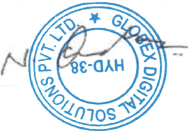 ★ GLOBEX DIGITAL SOLUTIONS PVT. LTD.
HYD-38